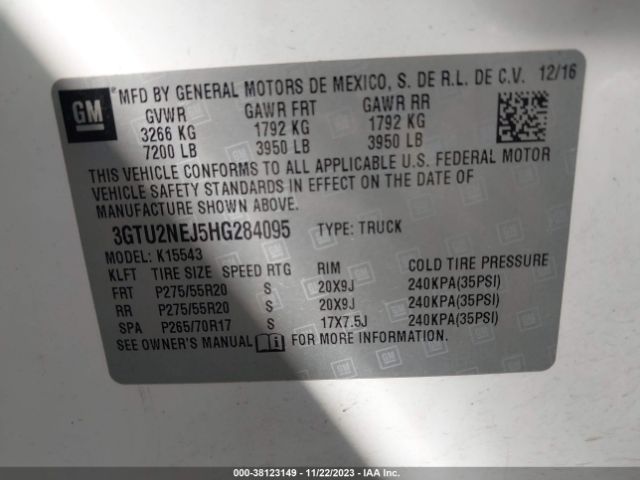 GM
MFD BY GENERAL MOTORS DE MEXICO, S. DE R.L. DE C.V. 12/16
GVWR GAWR FRT GAWR RR
3266 KG 1792 KG 1792 KG
7200 LB 3950 LB 3950 LB
THIS VEHICLE CONFORMS TO ALL APPLICABLE U.S. FEDERAL MOTOR
VEHICLE SAFETY STANDARDS IN EFFECT ON THE DATE OF
MANUFACTURE SHOWN ABOVE.
3GTU2NEJ5HG284095 TYPE: TRUCK
MODEL: K15543
KLFT TIRE SIZE SPEED RTG RIM COLD TIRE PRESSURE
FRT P275/55R20 S 20X9J 240KPA(35PSI)
RR P275/55R20 S 20X9J 240KPA(35PSI)
SPA P265/70R17 S 17X7.5J 240KPA(35PSI)
SEE OWNER'S MANUAL FOR MORE INFORMATION.
000-38123149 - 11/22/2023 - IAA Inc.